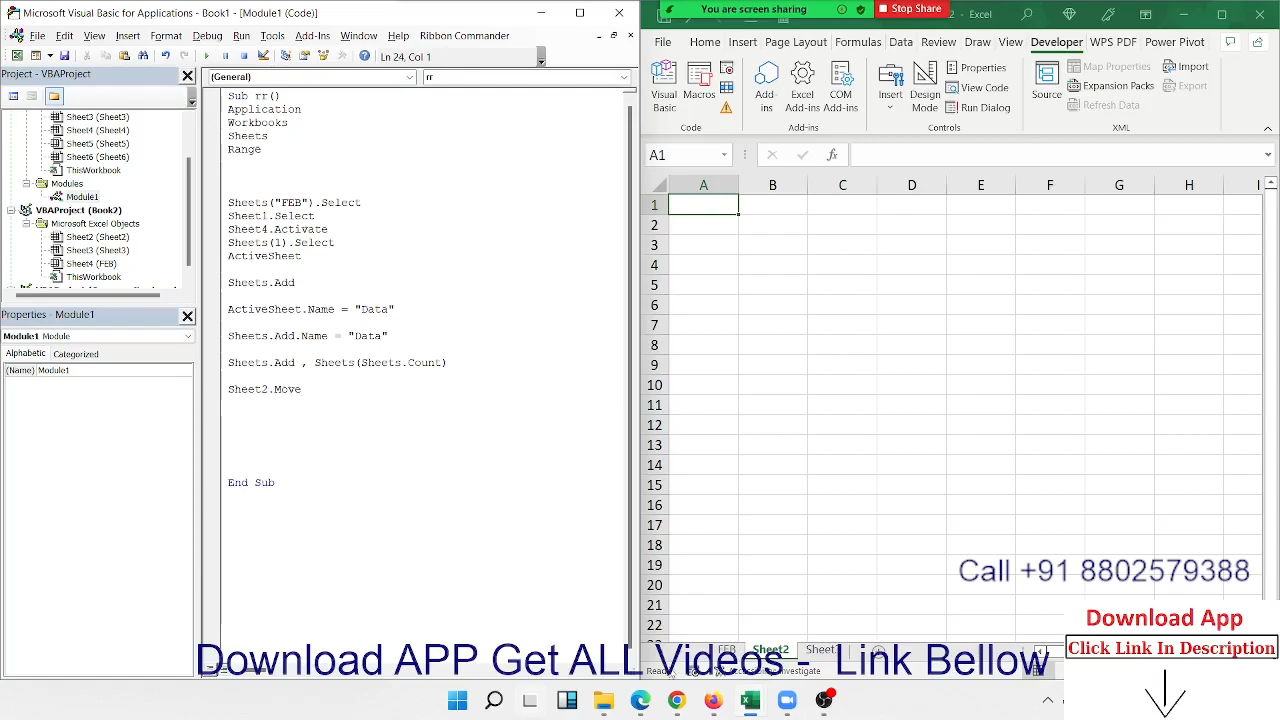 Microsoft Visual Basic for Applications - Book1 - [Module1 (Code)]
You are screen sharing
Stop Share
2 - Excel
File Edit View Insert Format Debug Run Tools Add-Ins Window Help Ribbon Commander
Ln 24, Col 1
File Home Insert Page Layout Formulas Data Review View Developer WPS PDF Power Pivot
Project - VBAProject
Sheet3 (Sheet3)
Sheet4 (Sheet4)
Sheet5 (Sheet5)
Sheet6 (Sheet6)
ThisWorkbook
Modules
Module1
VBAProject (Book2)
Microsoft Excel Objects
Sheet2 (Sheet2)
Sheet3 (Sheet3)
Sheet4 (FEB)
ThisWorkbook
Properties - Module1
Module1 Module
Alphabetic Categorized
(Name) Module1
(General)
rr
Sub rr()
Application
Workbooks
Sheets
Range
Sheets("FEB").Select
Sheet1.Select
Sheet4.Activate
Sheets(1).Select
ActiveSheet
Sheets.Add
ActiveSheet.Name = "Data"
Sheets.Add.Name = "Data"
Sheets.Add , Sheets(Sheets.Count)
Sheet2.Move
End Sub
Visual Basic
Macros
Code
Add-ins
Excel Add-ins
COM Add-ins
Add-ins
Insert
Design Mode
Properties
View Code
Run Dialog
Controls
Source
Map Properties
Expansion Packs
Refresh Data
Import
Export
XML
A1
fx
A B C D E F G H I
1
2
3
4
5
6
7
8
9
10
11
12
13
14
15
16
17
18
19
20
21
22
FEB Sheet2 Sheet
Call +91 8802579388
Download App
Click Link In Description
Download APP Get ALL Videos - Link Bellow